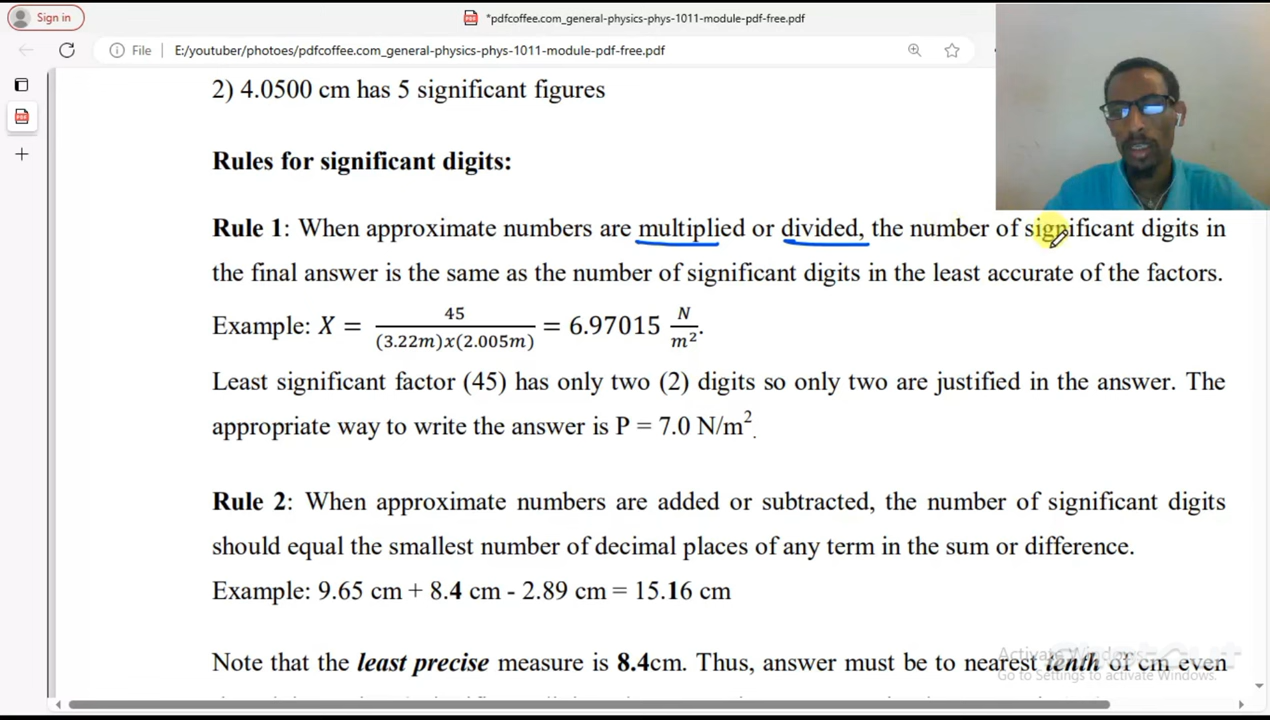 Sign in
*pdfcoffee.com_general-physics-phys-1011-module-pdf-free.pdf
File
E:/youtuber/photoes/pdfcoffee.com_general-physics-phys-1011-module-pdf-free.pdf
2) 4.0500 cm has 5 significant figures
Rules for significant digits:
Rule 1: When approximate numbers are multiplied or divided, the number of significant digits in
the final answer is the same as the number of significant digits in the least accurate of the factors.
Example: X = 45 / (3.22m)x(2.005m) = 6.97015 N/m².
Least significant factor (45) has only two (2) digits so only two are justified in the answer. The
appropriate way to write the answer is P = 7.0 N/m².
Rule 2: When approximate numbers are added or subtracted, the number of significant digits
should equal the smallest number of decimal places of any term in the sum or difference.
Example: 9.65 cm + 8.4 cm - 2.89 cm = 15.16 cm
Note that the least precise measure is 8.4cm. Thus, answer must be to nearest tenth of cm even
Activate Windows
Go to Settings to activate Windows.